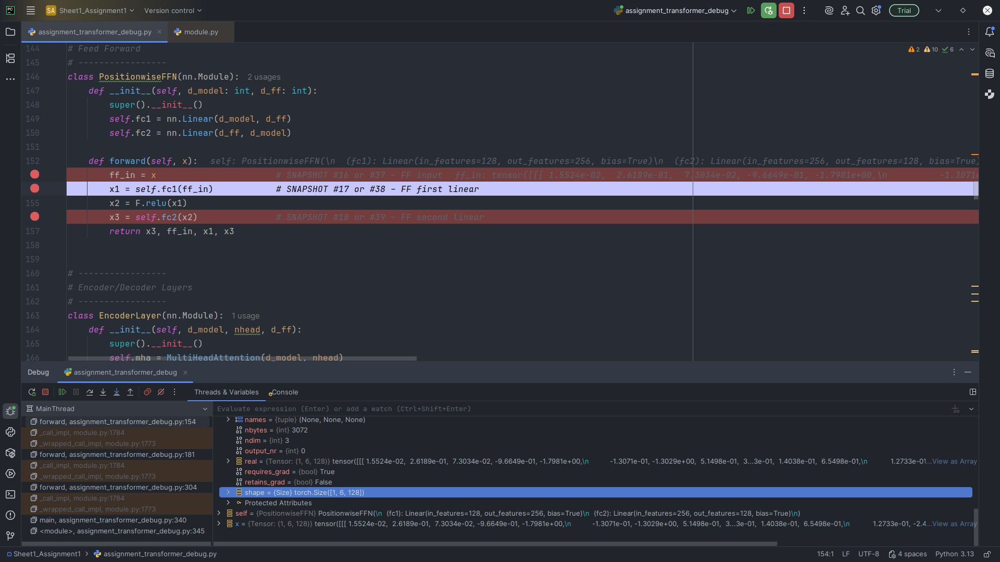 PC
SA Sheet1_Assignment1 Version control assignment_transformer_debug Trial
assignment_transformer_debug.py module.py
144 # Feed Forward
2 10 6
145 # -----------------
146 class PositionwiseFFN(nn.Module): 2 usages
147 def __init__(self, d_model: int, d_ff: int):
148 super().__init__()
149 self.fc1 = nn.Linear(d_model, d_ff)
150 self.fc2 = nn.Linear(d_ff, d_model)
151
152 def forward(self, x): self: PositionwiseFFN(\n (fc1): Linear(in_features=128, out_features=256, bias=True)\n (fc2): Linear(in_features=256, out_features=128, bias=True)
ff_in = x # SNAPSHOT #16 or #37 – FF input ff_in: tensor([[[ 1.5524e-02, 2.6189e-01, 7.3034e-02, -9.6649e-01, -1.7981e+00,\n -1.3071e
x1 = self.fc1(ff_in) # SNAPSHOT #17 or #38 – FF first linear
155 x2 = F.relu(x1)
x3 = self.fc2(x2) # SNAPSHOT #18 or #39 – FF second linear
157 return x3, ff_in, x1, x3
158
159
160 # -----------------
161 # Encoder/Decoder Layers
162 # -----------------
163 class EncoderLayer(nn.Module): 1 usage
164 def __init__(self, d_model, nhead, d_ff):
165 super().__init__()
166 self.mha = MultiHeadAttention(d_model, nhead)
Debug assignment_transformer_debug
Threads & Variables Console
MainThread
Evaluate expression (Enter) or add a watch (Ctrl+Shift+Enter)
forward, assignment_transformer_debug.py:154
_call_impl, module.py:1784
_wrapped_call_impl, module.py:1773
forward, assignment_transformer_debug.py:181
_call_impl, module.py:1784
_wrapped_call_impl, module.py:1773
forward, assignment_transformer_debug.py:304
_call_impl, module.py:1784
_wrapped_call_impl, module.py:1773
main, assignment_transformer_debug.py:340
<module>, assignment_transformer_debug.py:345
names = {tuple} (None, None, None)
nbytes = {int} 3072
ndim = {int} 3
output_nr = {int} 0
real = {Tensor: (1, 6, 128)} tensor([[[ 1.5524e-02, 2.6189e-01, 7.3034e-02, -9.6649e-01, -1.7981e+00,\n -1.3071e-01, -1.3029e+00, 5.1498e-01, 3...3e-01, 1.4038e-01, 6.5498e-01,\n 1.2733e-01...View as Array
requires_grad = {bool} True
retains_grad = {bool} False
shape = {Size} torch.Size([1, 6, 128])
Protected Attributes
self = {PositionwiseFFN} PositionwiseFFN(\n (fc1): Linear(in_features=128, out_features=256, bias=True)\n (fc2): Linear(in_features=256, out_features=128, bias=True)\n)
x = {Tensor: (1, 6, 128)} tensor([[[ 1.5524e-02, 2.6189e-01, 7.3034e-02, -9.6649e-01, -1.7981e+00,\n -1.3071e-01, -1.3029e+00, 5.1498e-01, 3...3e-01, 1.4038e-01, 6.5498e-01,\n 1.2733e-01, -2.4...View as Array
Sheet1_Assignment1 assignment_transformer_debug.py 154:1 LF UTF-8 4 spaces Python 3.13